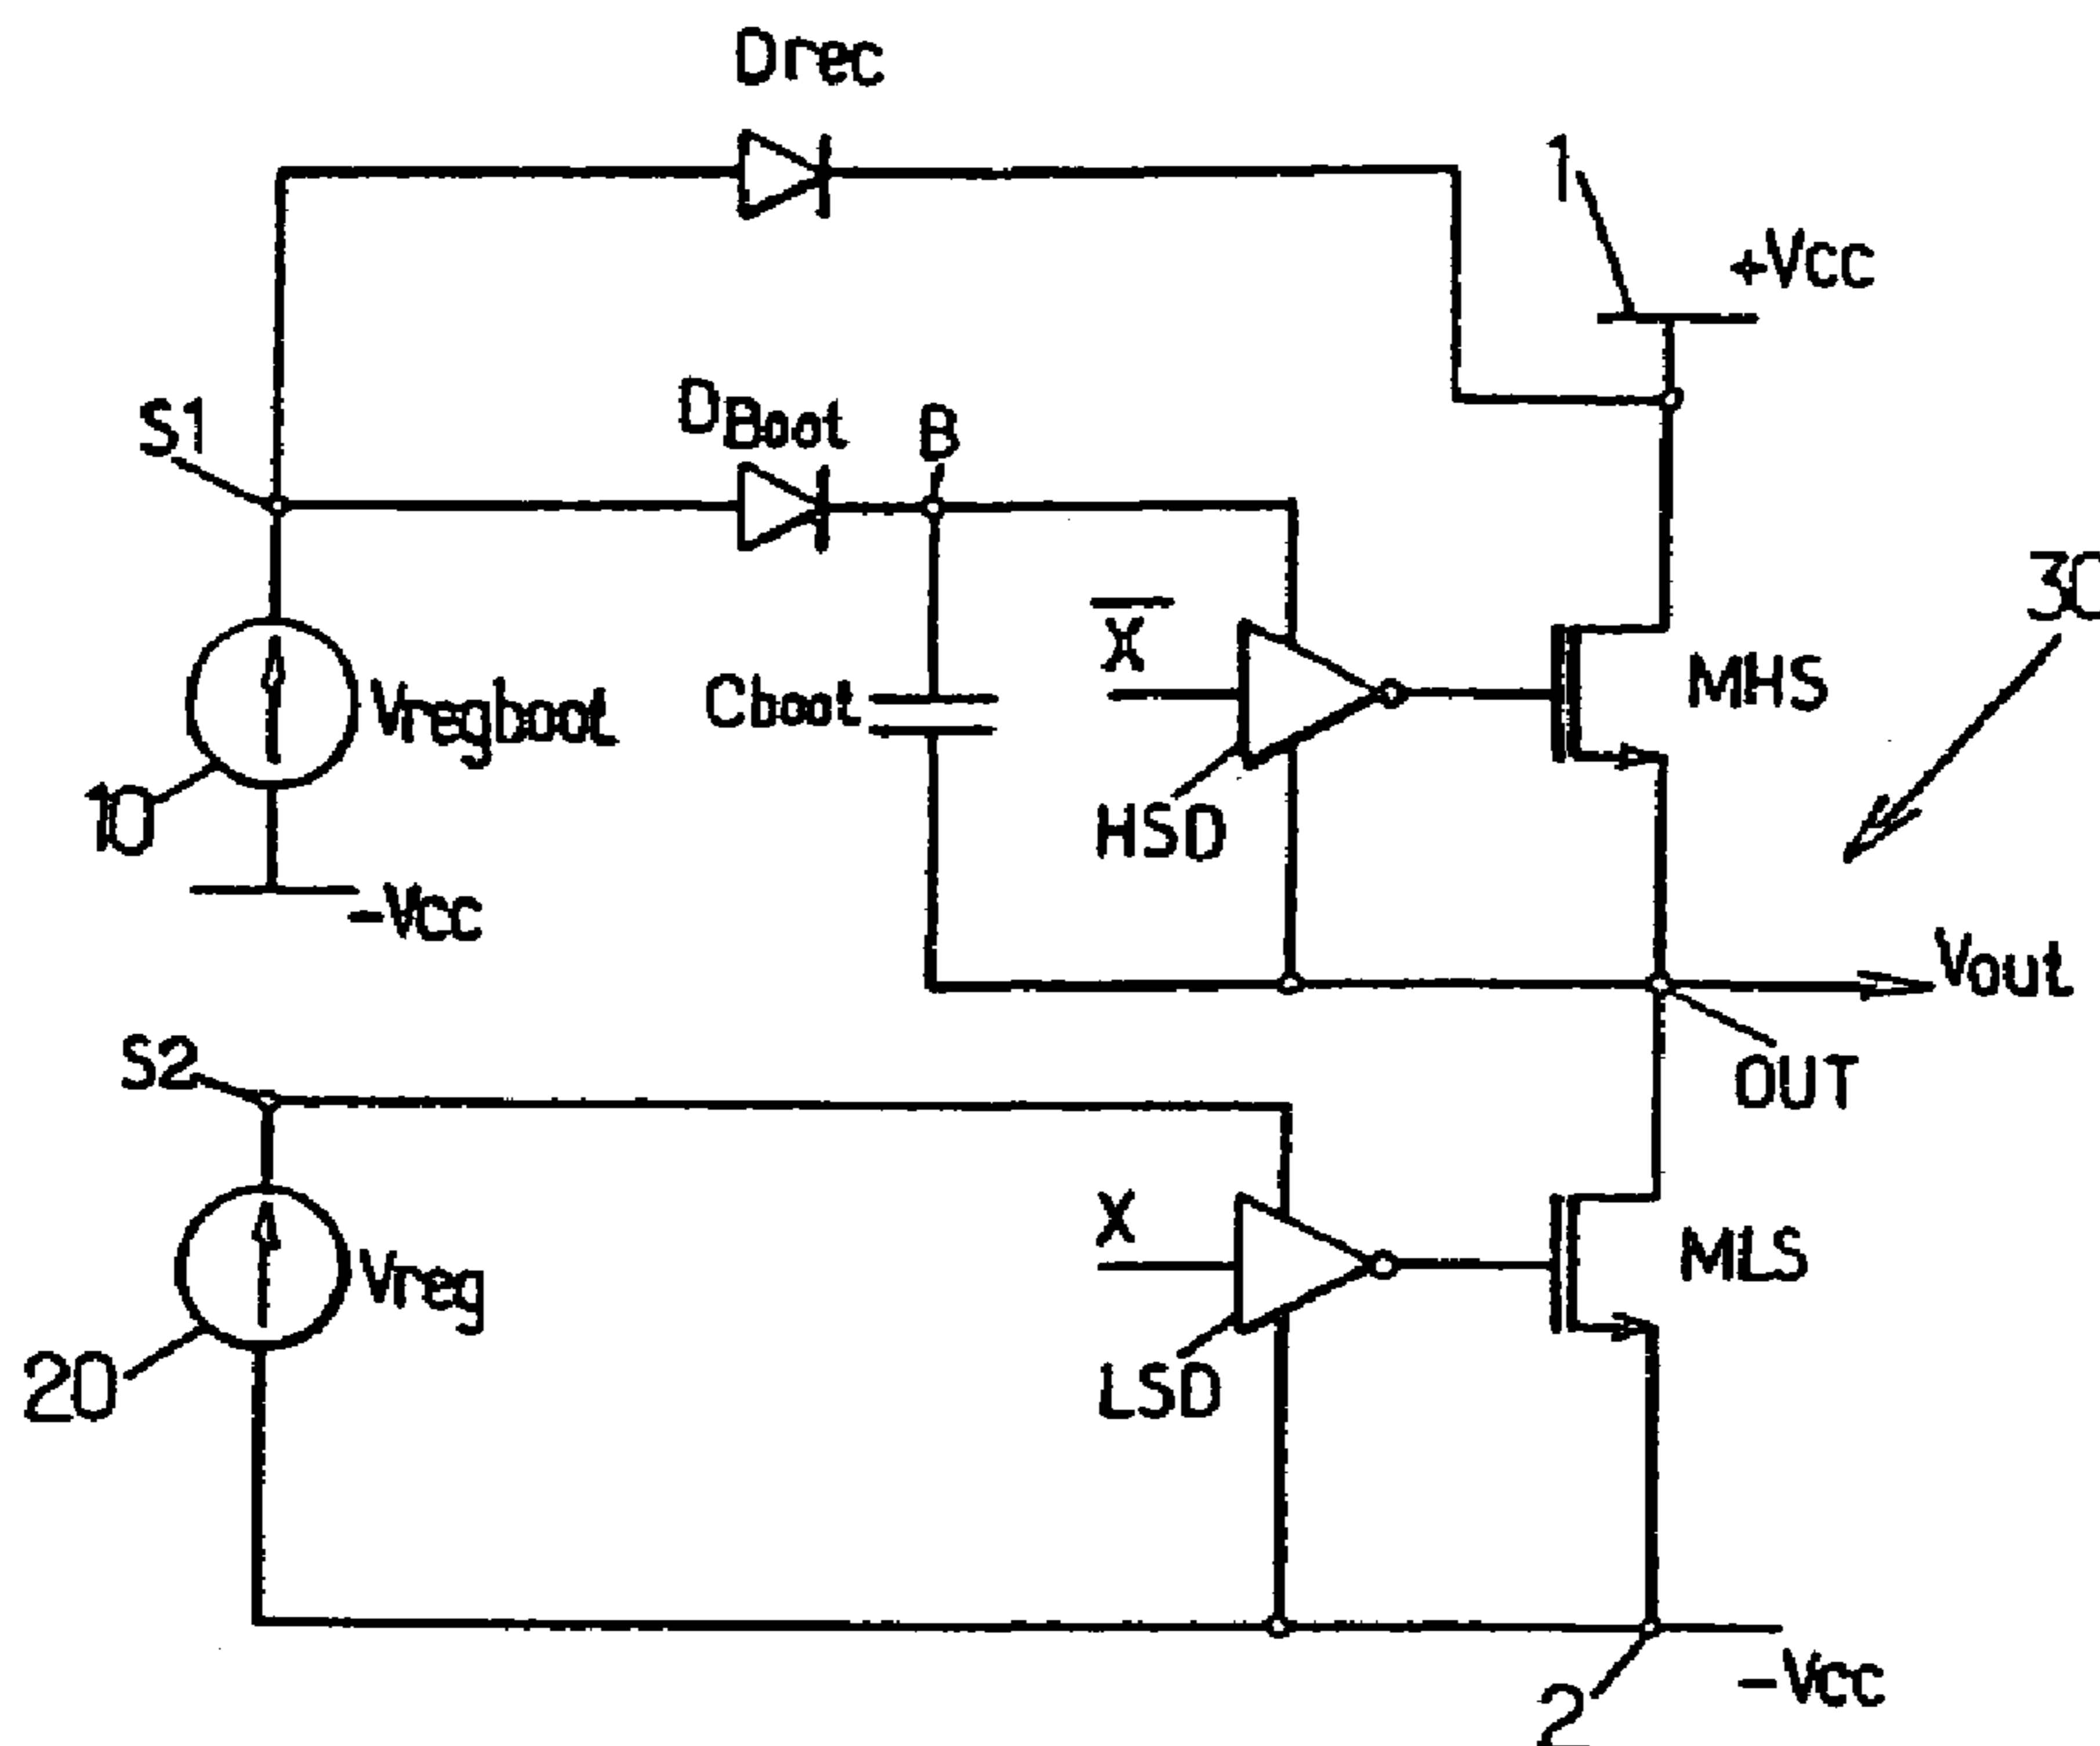 Drec
1
+Vcc
S1
DBoot
B
30
X
MHS
Vregboot
Cboot
10
HSD
-Vcc
Vout
S2
OUT
X
MLS
Vreg
20
LSD
-Vcc
2